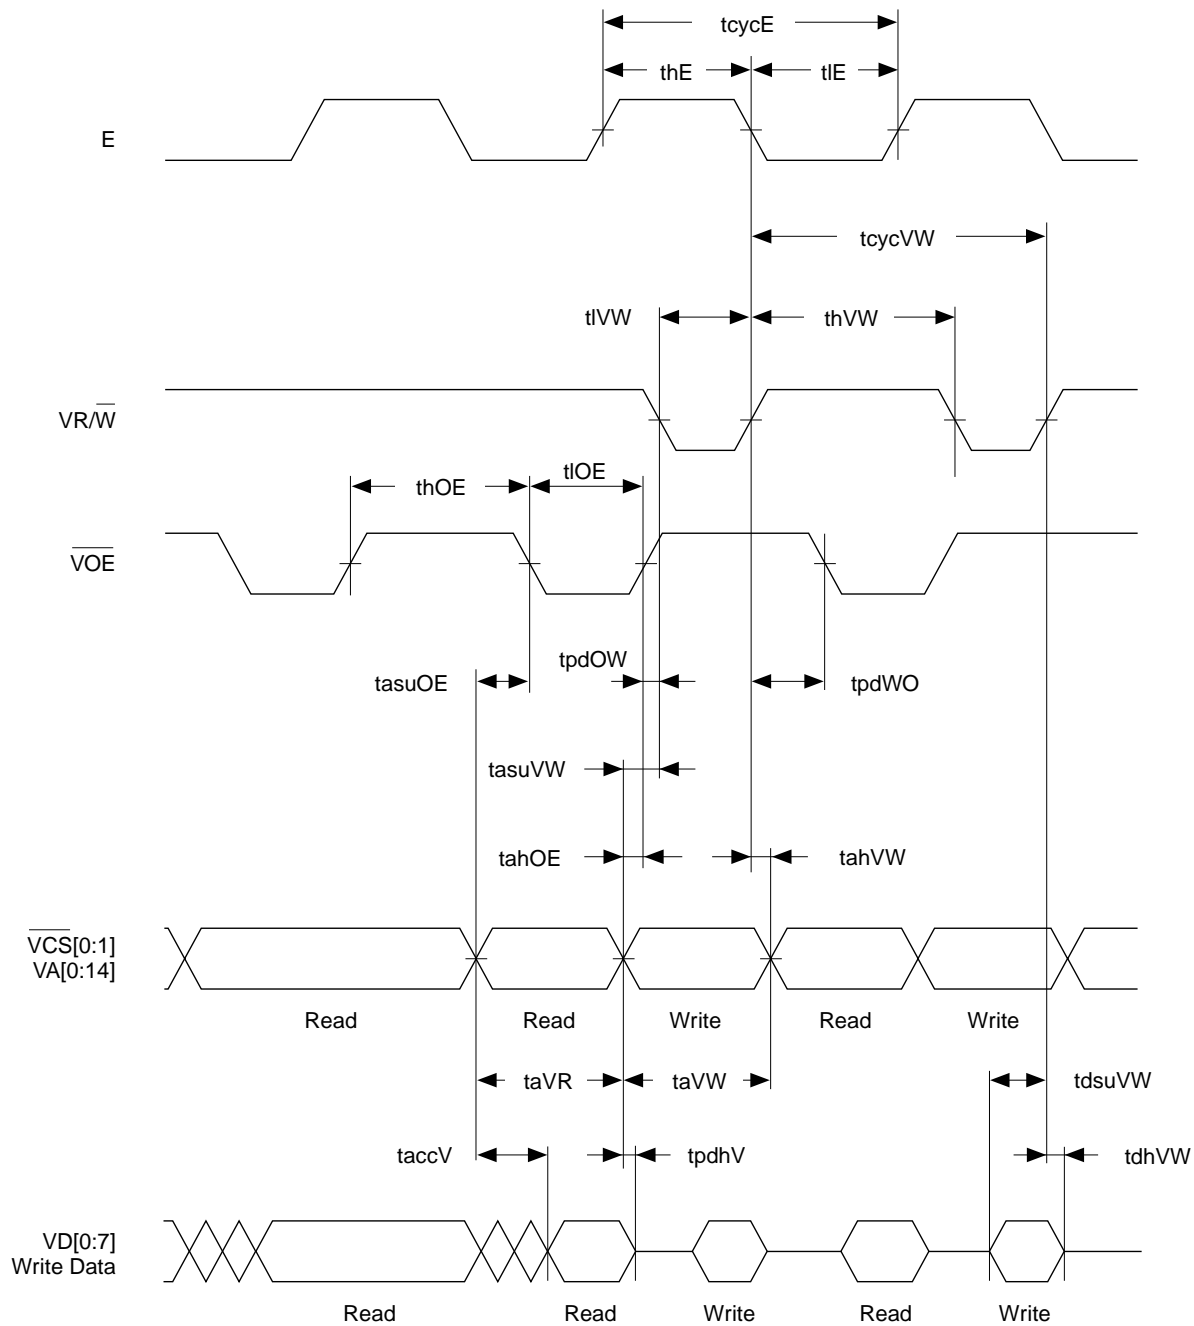 tcycE
thE
tlE
E
tcycVW
tlVW
thVW
VR/W
thOE
tlOE
VOE
tpdOW
tasuOE
tpdWO
tasuVW
tahOE
tahVW
VCS[0:1]
VA[0:14]
Read
Read
Write
Read
Write
taVR
taVW
tdsuVW
taccV
tpdhV
tdhVW
VD[0:7]
Write Data
Read
Read
Write
Read
Write